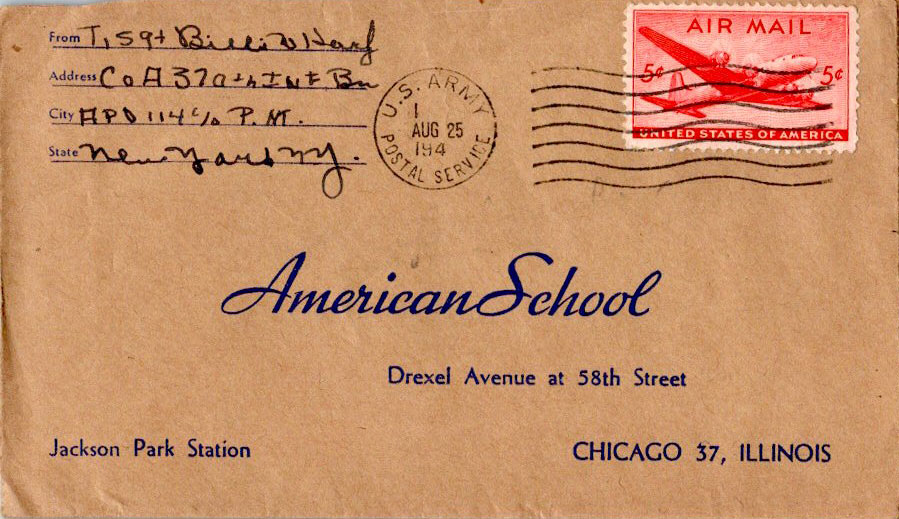 From T/Sgt Billie W Harf
Address Co A 370th INF Bn
City APO 114 c/o P.M.
State New York NY.
U.S. ARMY
1
AUG 25
194
POSTAL SERVICE
AIR MAIL
5¢ 5¢
UNITED STATES OF AMERICA
American School
Drexel Avenue at 58th Street
Jackson Park Station
CHICAGO 37, ILLINOIS